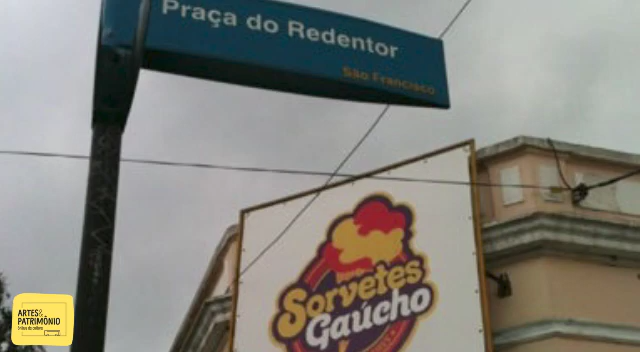 Praça do Redentor
São Francisco
Sorvetes
Gaúcho
ARTES&
PATRIMÔNIO